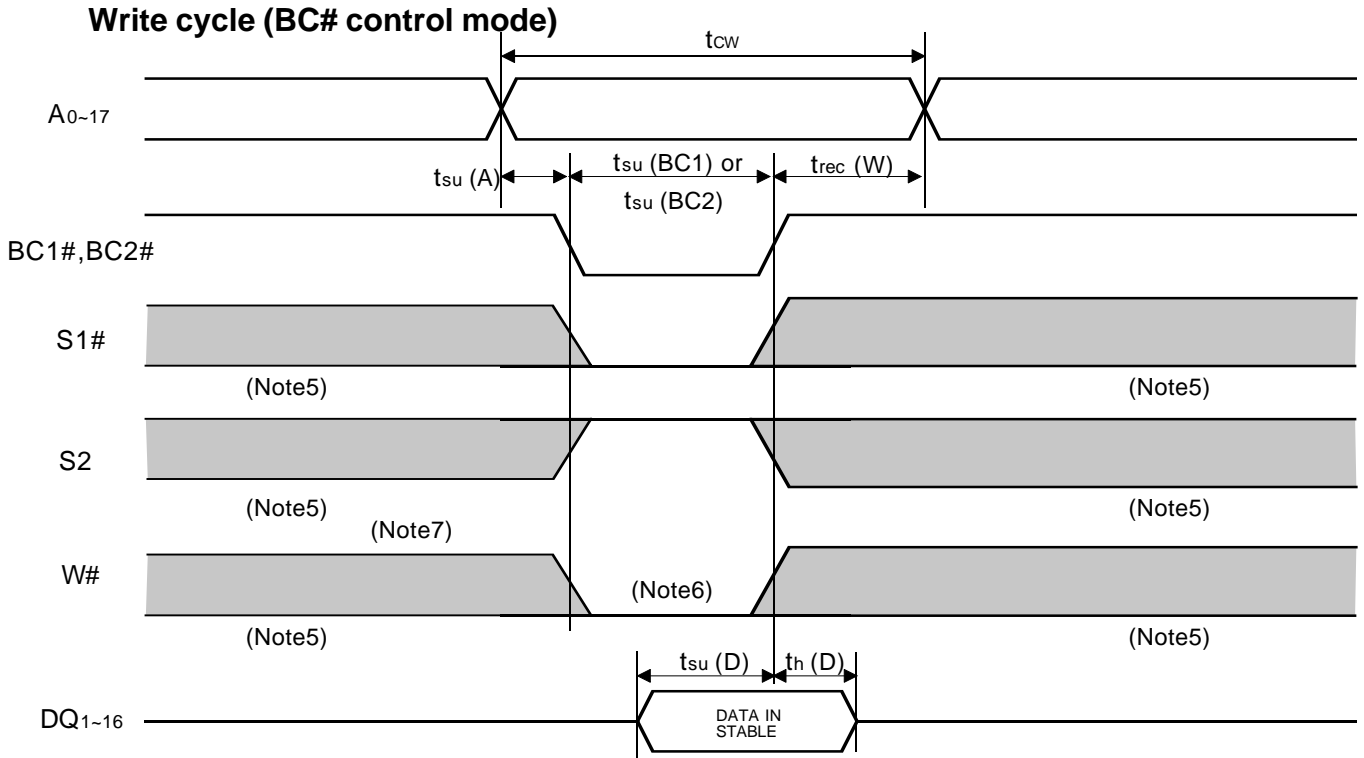 Write cycle (BC# control mode)
tCW
A0~17
tsu (A)
tsu (BC1) or
tsu (BC2)
trec (W)
BC1#,BC2#
S1#
(Note5)
(Note5)
S2
(Note5)
(Note5)
(Note7)
W#
(Note6)
(Note5)
(Note5)
tsu (D)
th (D)
DQ1~16
DATA IN
STABLE